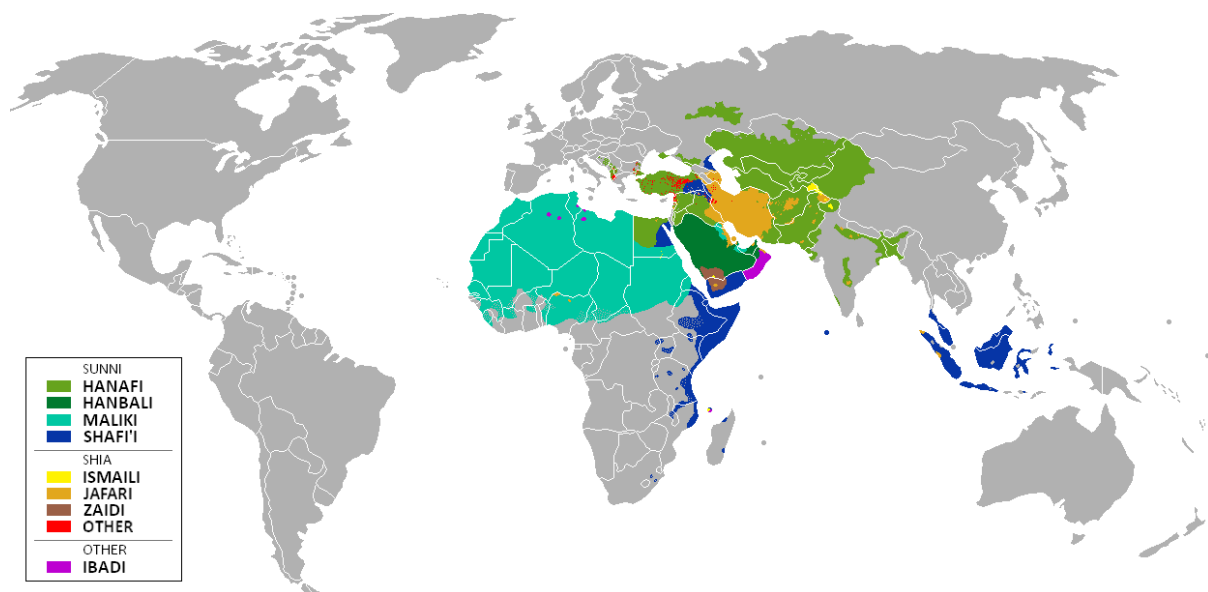 SUNNI
HANAFI
HANBALI
MALIKI
SHAFI'I
SHIA
ISMAILI
JAFARI
ZAIDI
OTHER
OTHER
IBADI